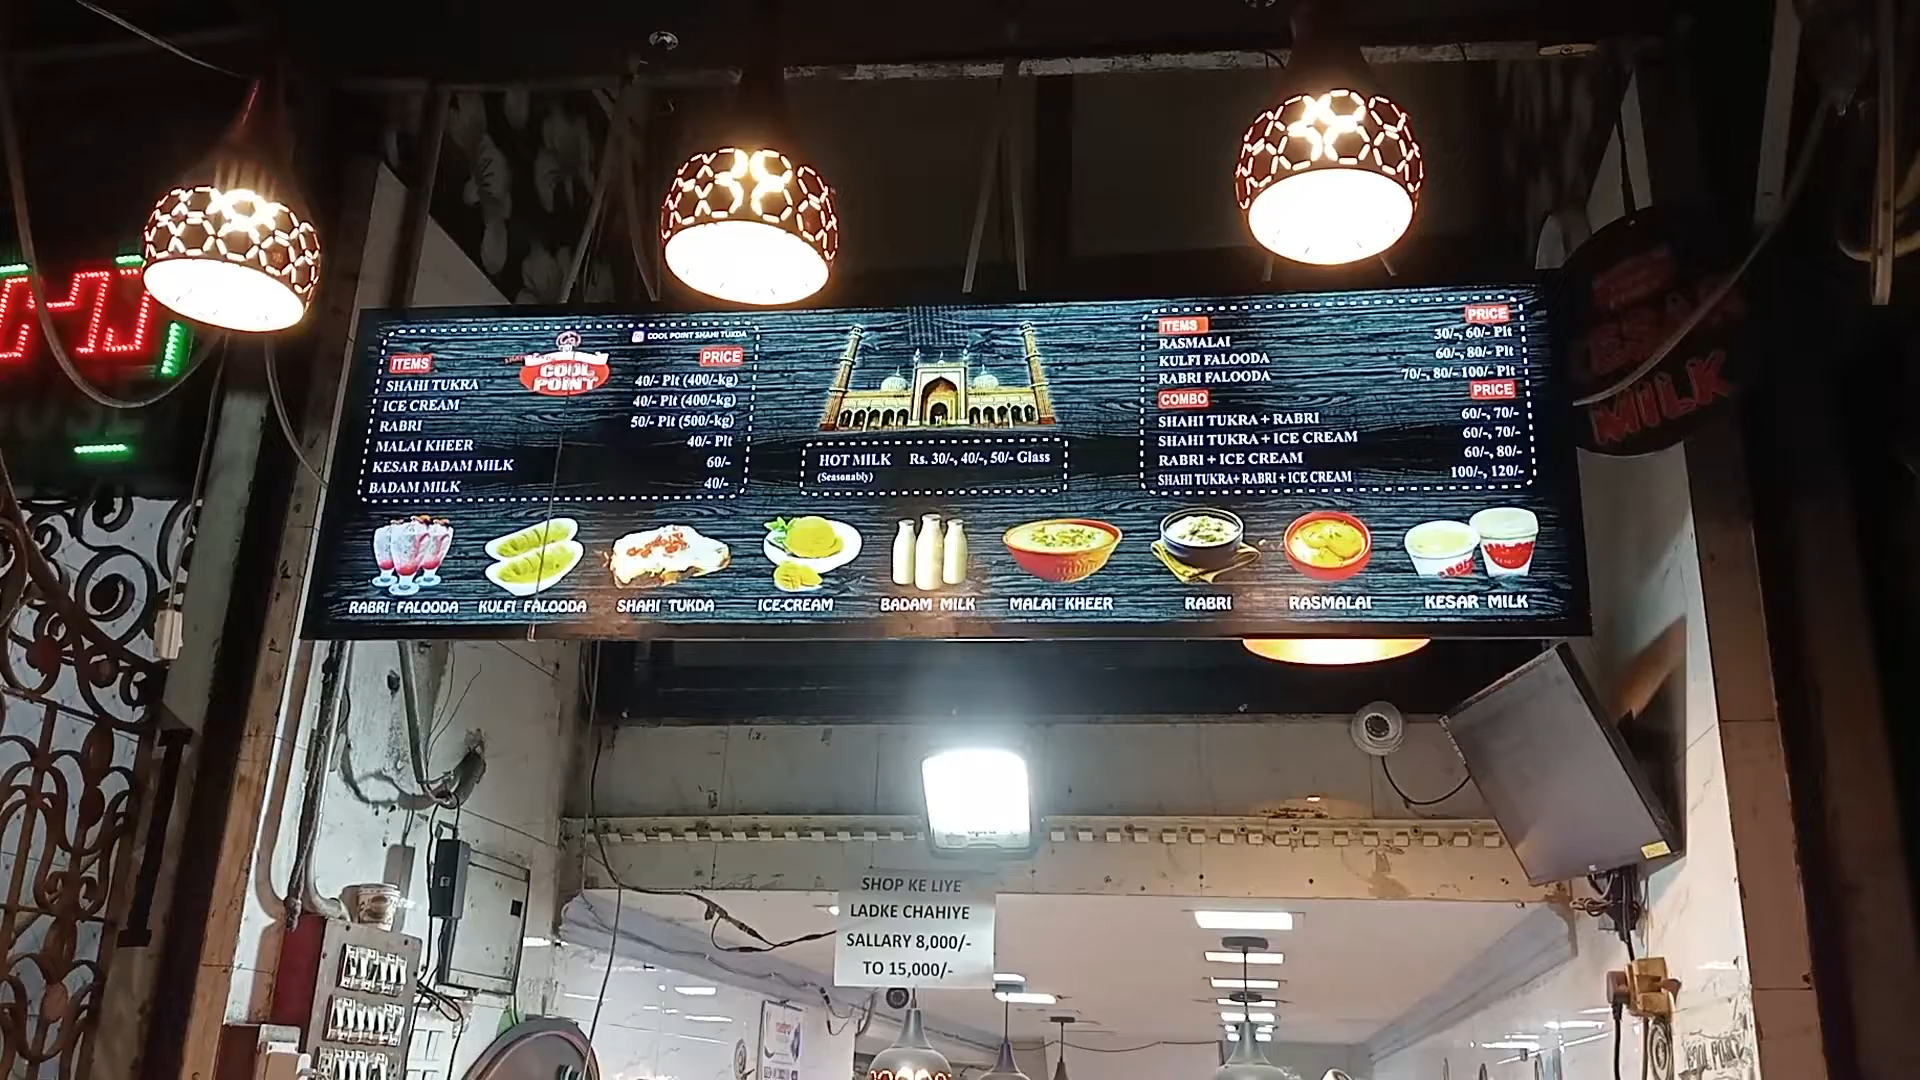 COOL POINT SHAHI TUKDA
COOL
POINT
ITEMS PRICE
SHAHI TUKRA 40/- Plt (400/-kg)
ICE CREAM 40/- Plt (400/-kg)
RABRI 50/- Plt (500/-kg)
MALAI KHEER 40/- Plt
KESAR BADAM MILK 60/-
BADAM MILK 40/-
HOT MILK Rs. 30/-, 40/-, 50/- Glass
(Seasonably)
ITEMS PRICE
RASMALAI 30/-, 60/- Plt
KULFI FALOODA 60/-, 80/- Plt
RABRI FALOODA 70/-, 80/- 100/- Plt
COMBO PRICE
SHAHI TUKRA + RABRI 60/-, 70/-
SHAHI TUKRA + ICE CREAM 60/-, 70/-
RABRI + ICE CREAM 60/-, 80/-
SHAHI TUKRA+ RABRI + ICE CREAM 100/-, 120/-
RABRI FALOODA KULFI FALOODA SHAHI TUKDA ICE-CREAM BADAM MILK MALAI KHEER RABRI RASMALAI KESAR MILK
MILK
SHOP KE LIYE
LADKE CHAHIYE
SALLARY 8,000/-
TO 15,000/-
COOL POINT